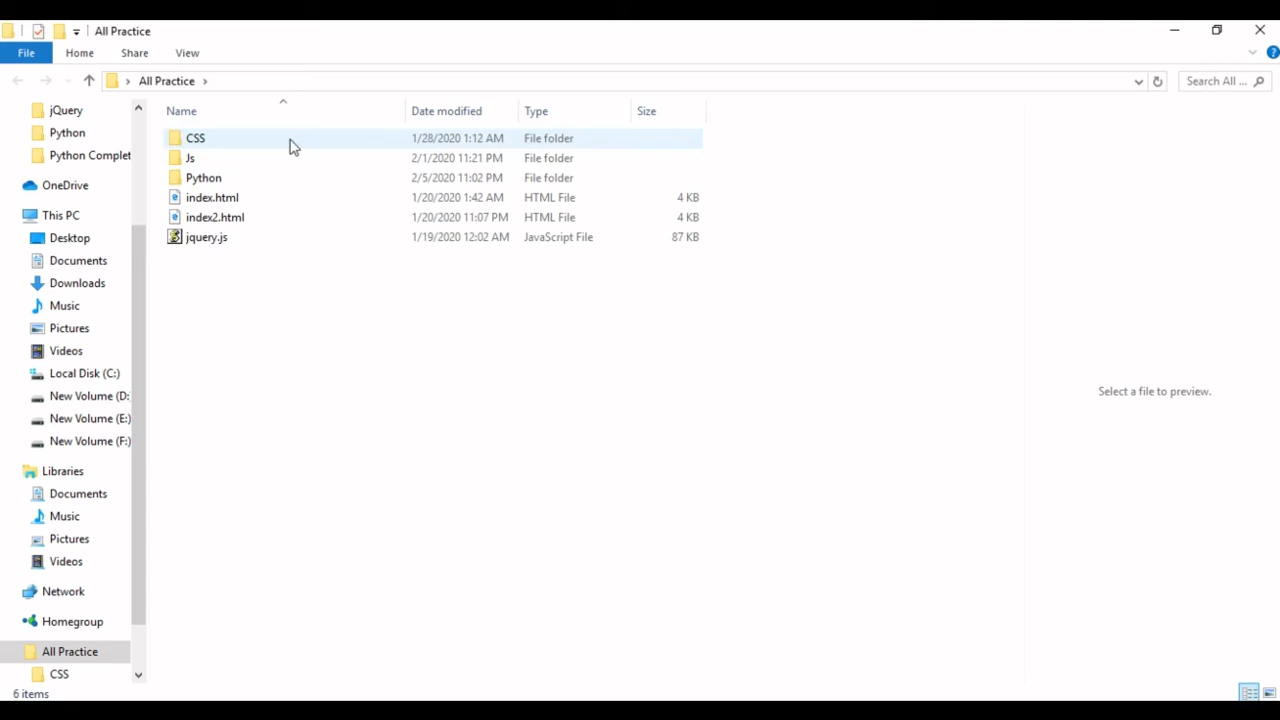 All Practice
File Home Share View
All Practice
Search All ...
jQuery
Python
Python Complet
OneDrive
This PC
Desktop
Documents
Downloads
Music
Pictures
Videos
Local Disk (C:)
New Volume (D:
New Volume (E:)
New Volume (F:)
Libraries
Documents
Music
Pictures
Videos
Network
Homegroup
All Practice
CSS
Name Date modified Type Size
CSS 1/28/2020 1:12 AM File folder
Js 2/1/2020 11:21 PM File folder
Python 2/5/2020 11:02 PM File folder
index.html 1/20/2020 1:42 AM HTML File 4 KB
index2.html 1/20/2020 11:07 PM HTML File 4 KB
jquery.js 1/19/2020 12:02 AM JavaScript File 87 KB
Select a file to preview.
6 items